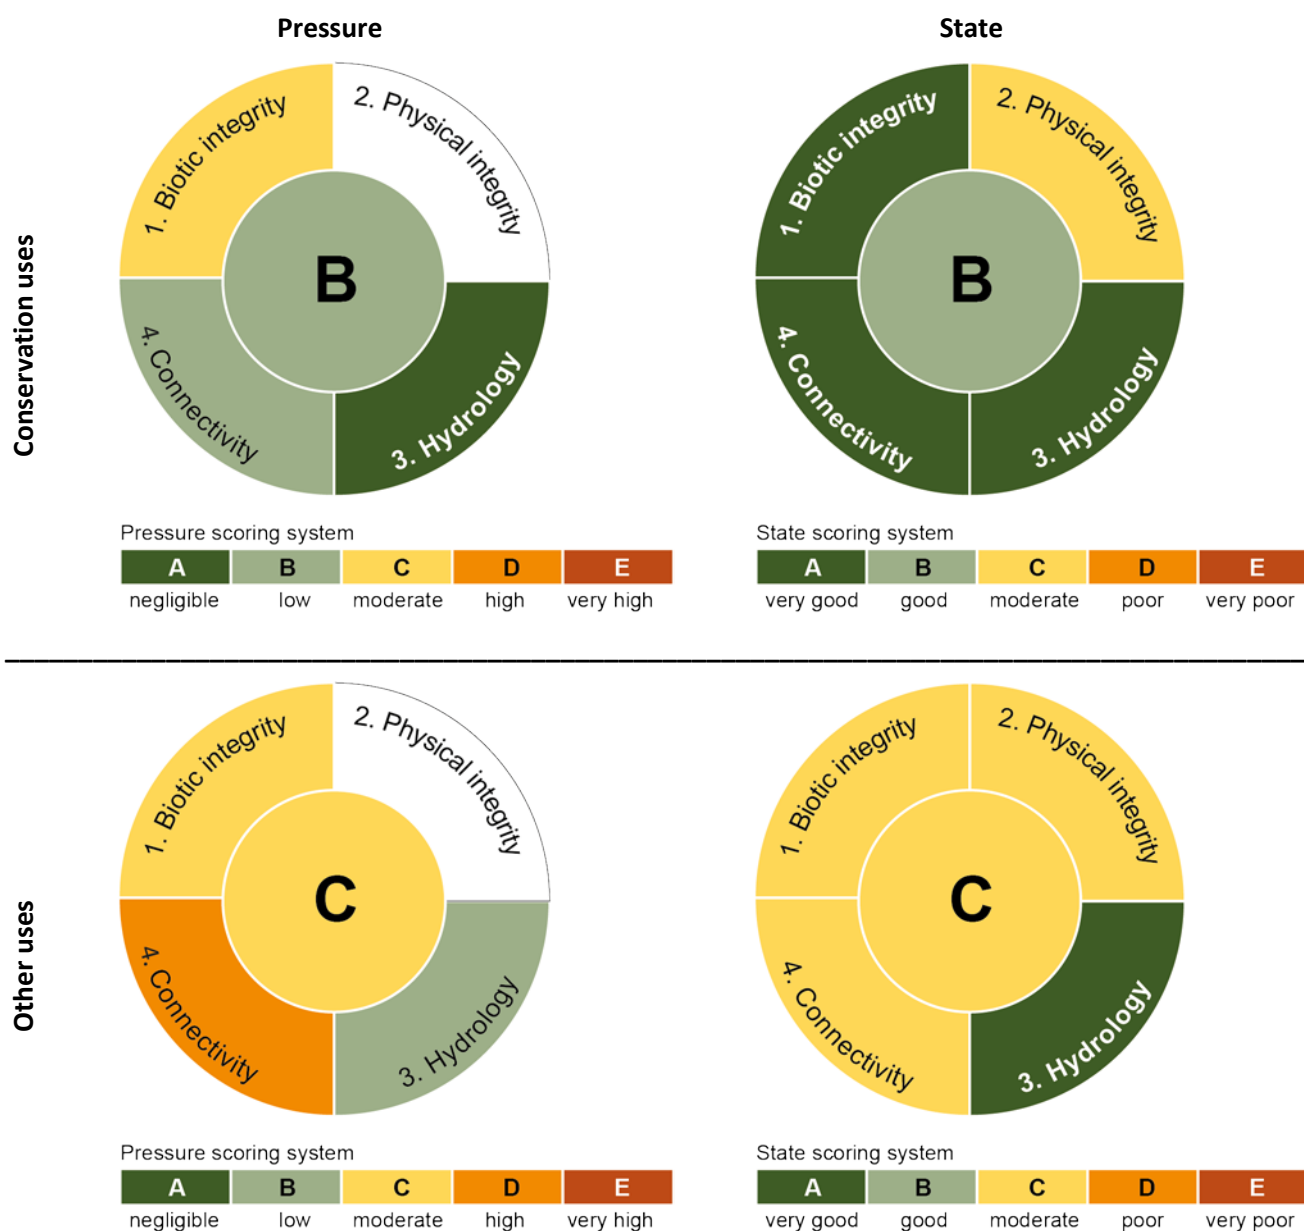 Pressure
State
Conservation uses
1. Biotic integrity
2. Physical integrity
B
4. Connectivity
3. Hydrology
1. Biotic integrity
2. Physical integrity
B
4. Connectivity
3. Hydrology
Pressure scoring system
A B C D E
negligible low moderate high very high
State scoring system
A B C D E
very good good moderate poor very poor
Other uses
1. Biotic integrity
2. Physical integrity
C
4. Connectivity
3. Hydrology
1. Biotic integrity
2. Physical integrity
C
4. Connectivity
3. Hydrology
Pressure scoring system
A B C D E
negligible low moderate high very high
State scoring system
A B C D E
very good good moderate poor very poor